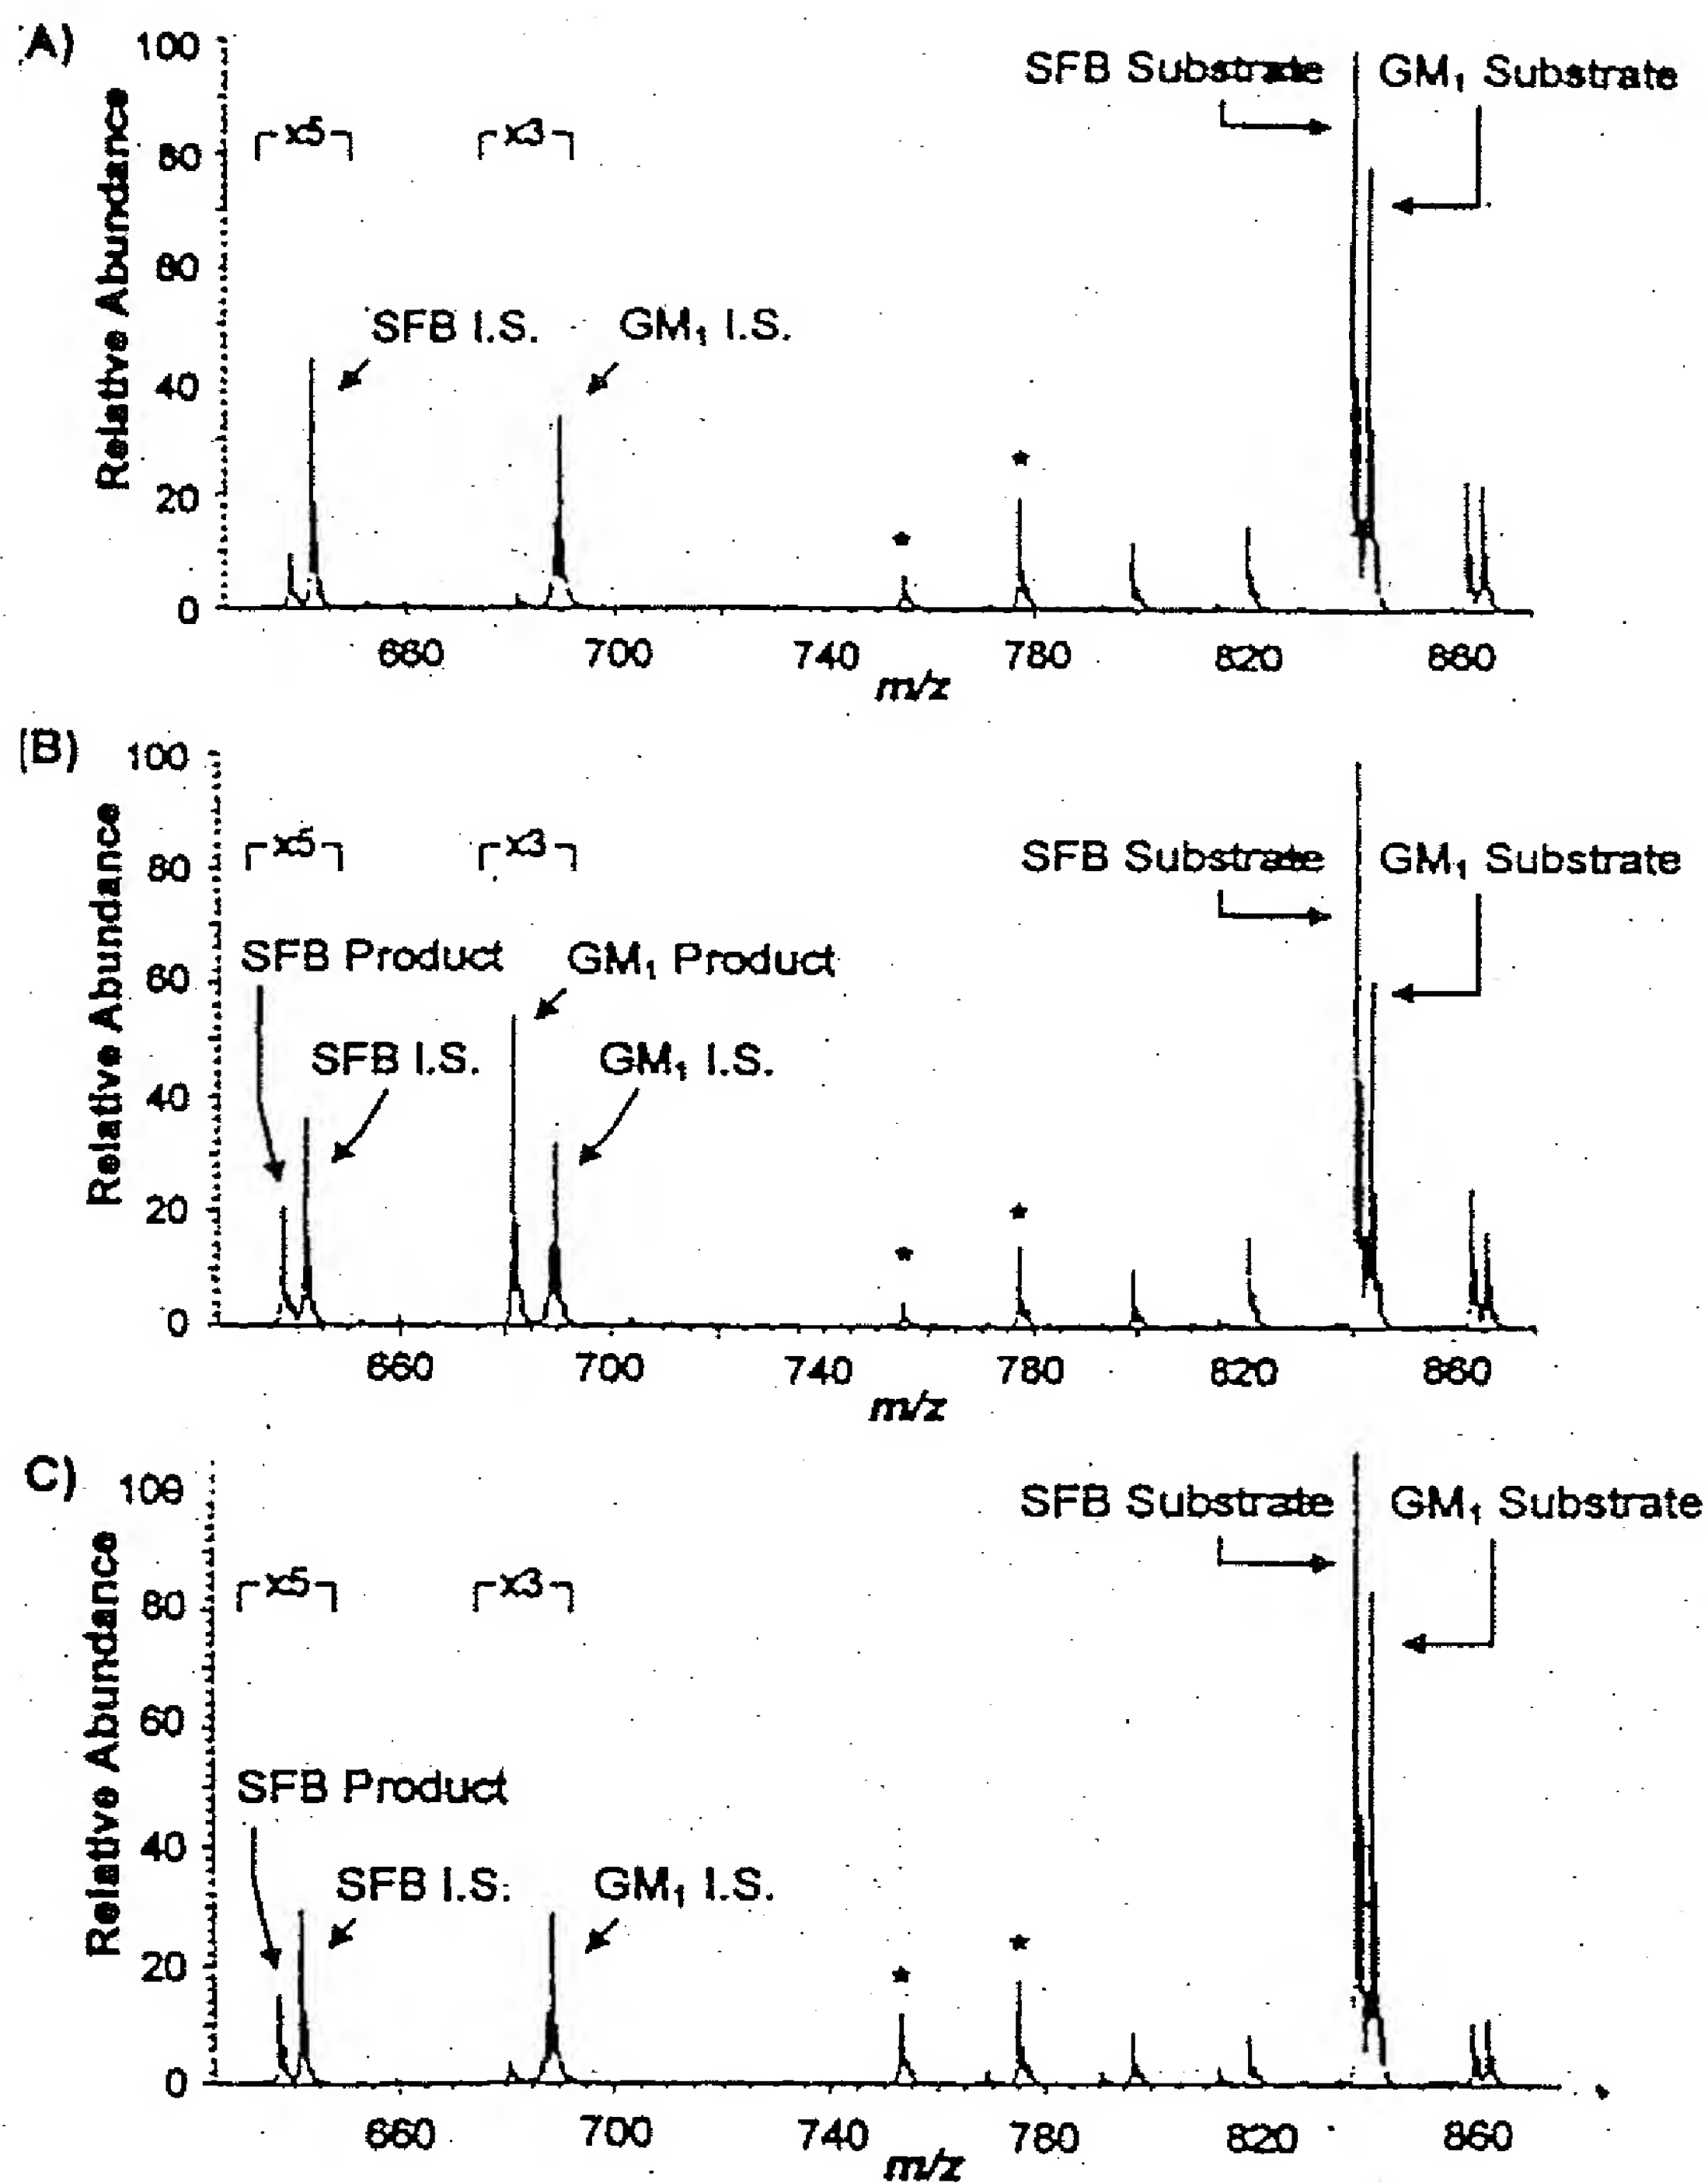 A)
100
SFB Substrate
GM₁ Substrate
x5
x3
80
60
SFB I.S.
GM₁ I.S.
40
20
*
*
0
660 700 740 780 820 860
m/z
Relative Abundance
(B)
100
x5
x3
80
SFB Substrate
GM₁ Substrate
SFB Product
GM₁ Product
60
SFB I.S.
GM₁ I.S.
40
20
*
*
0
660 700 740 780 820 860
m/z
Relative Abundance
C)
100
SFB Substrate
GM₁ Substrate
x5
x3
80
60
SFB Product
40
SFB I.S.
GM₁ I.S.
20
*
*
0
660 700 740 780 820 860
m/z
Relative Abundance